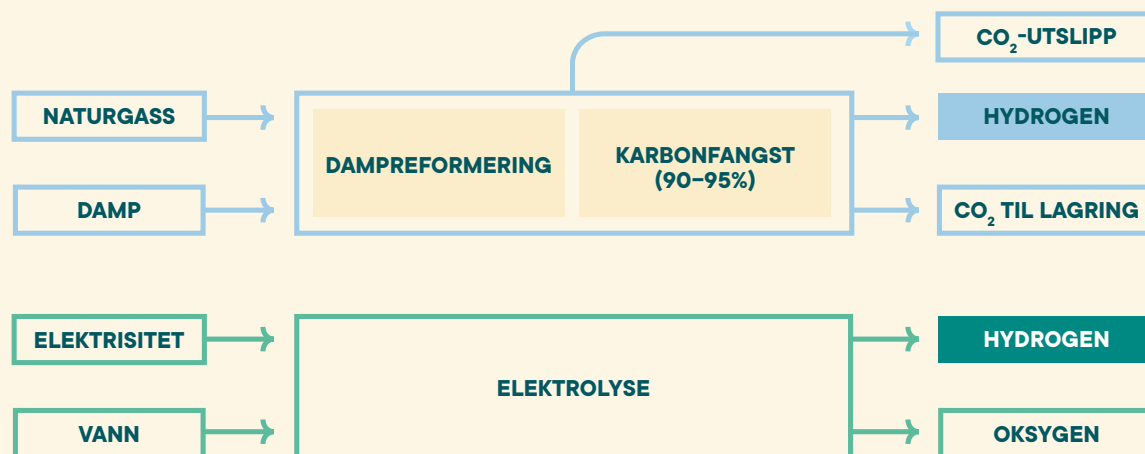 CO₂-UTSLIPP
NATURGASS
HYDROGEN
DAMPREFORMERING
KARBONFANGST
(90–95%)
DAMP
CO₂ TIL LAGRING
ELEKTRISITET
HYDROGEN
ELEKTROLYSE
VANN
OKSYGEN